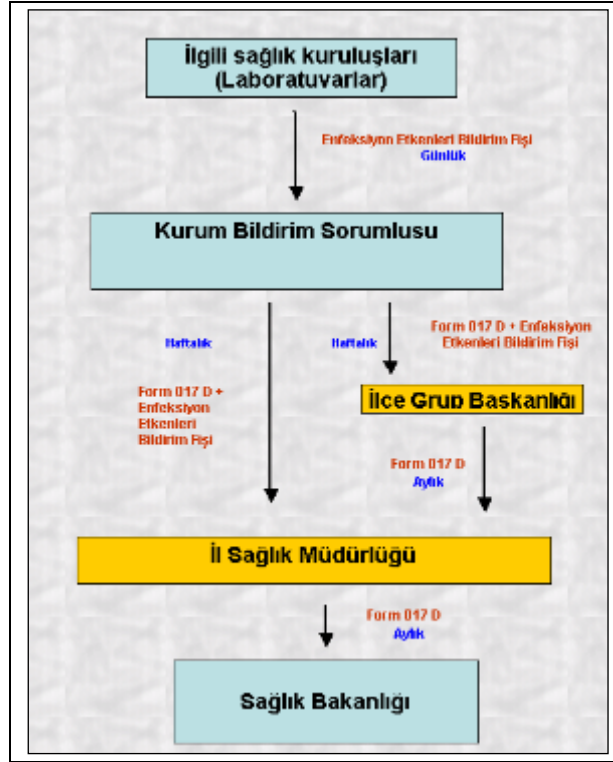 İlgili sağlık kuruluşları
(Laboratuvarlar)
Enfeksiyonn Etkenleri Bildirim Fişi
Günlük
Kurum Bildirim Sorumlusu
Haftalık
Form 017 D +
Enfeksiyon
Etkenleri
Bildirim Fişi
Haftalık
Form 017 D + Enfeksiyon
Etkenleri Bildirim Fişi
İlce Grup Baskanlığı
Form 017 D
Aylık
İl Sağlık Müdürlüğü
Form 017 D
Aylık
Sağlık Bakanlığı